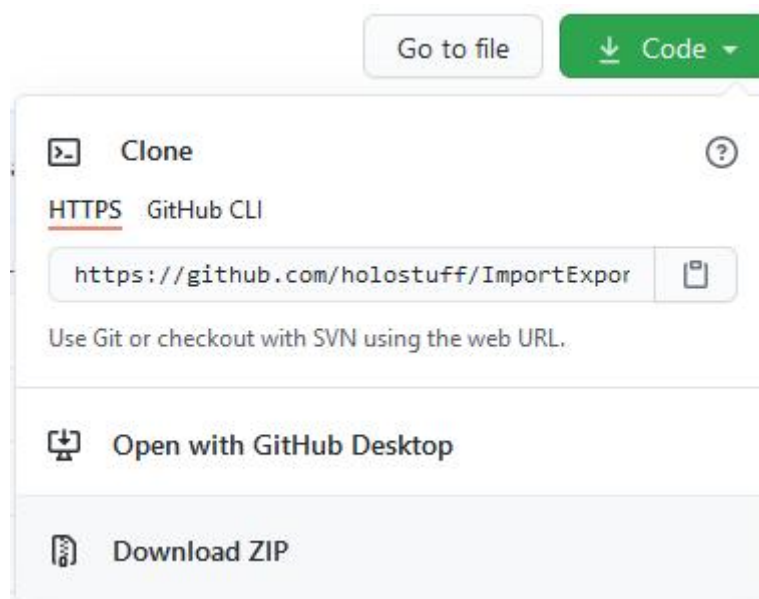 Go to file
Code
Clone
HTTPS GitHub CLI
https://github.com/holostuff/ImportExpor
Use Git or checkout with SVN using the web URL.
Open with GitHub Desktop
Download ZIP